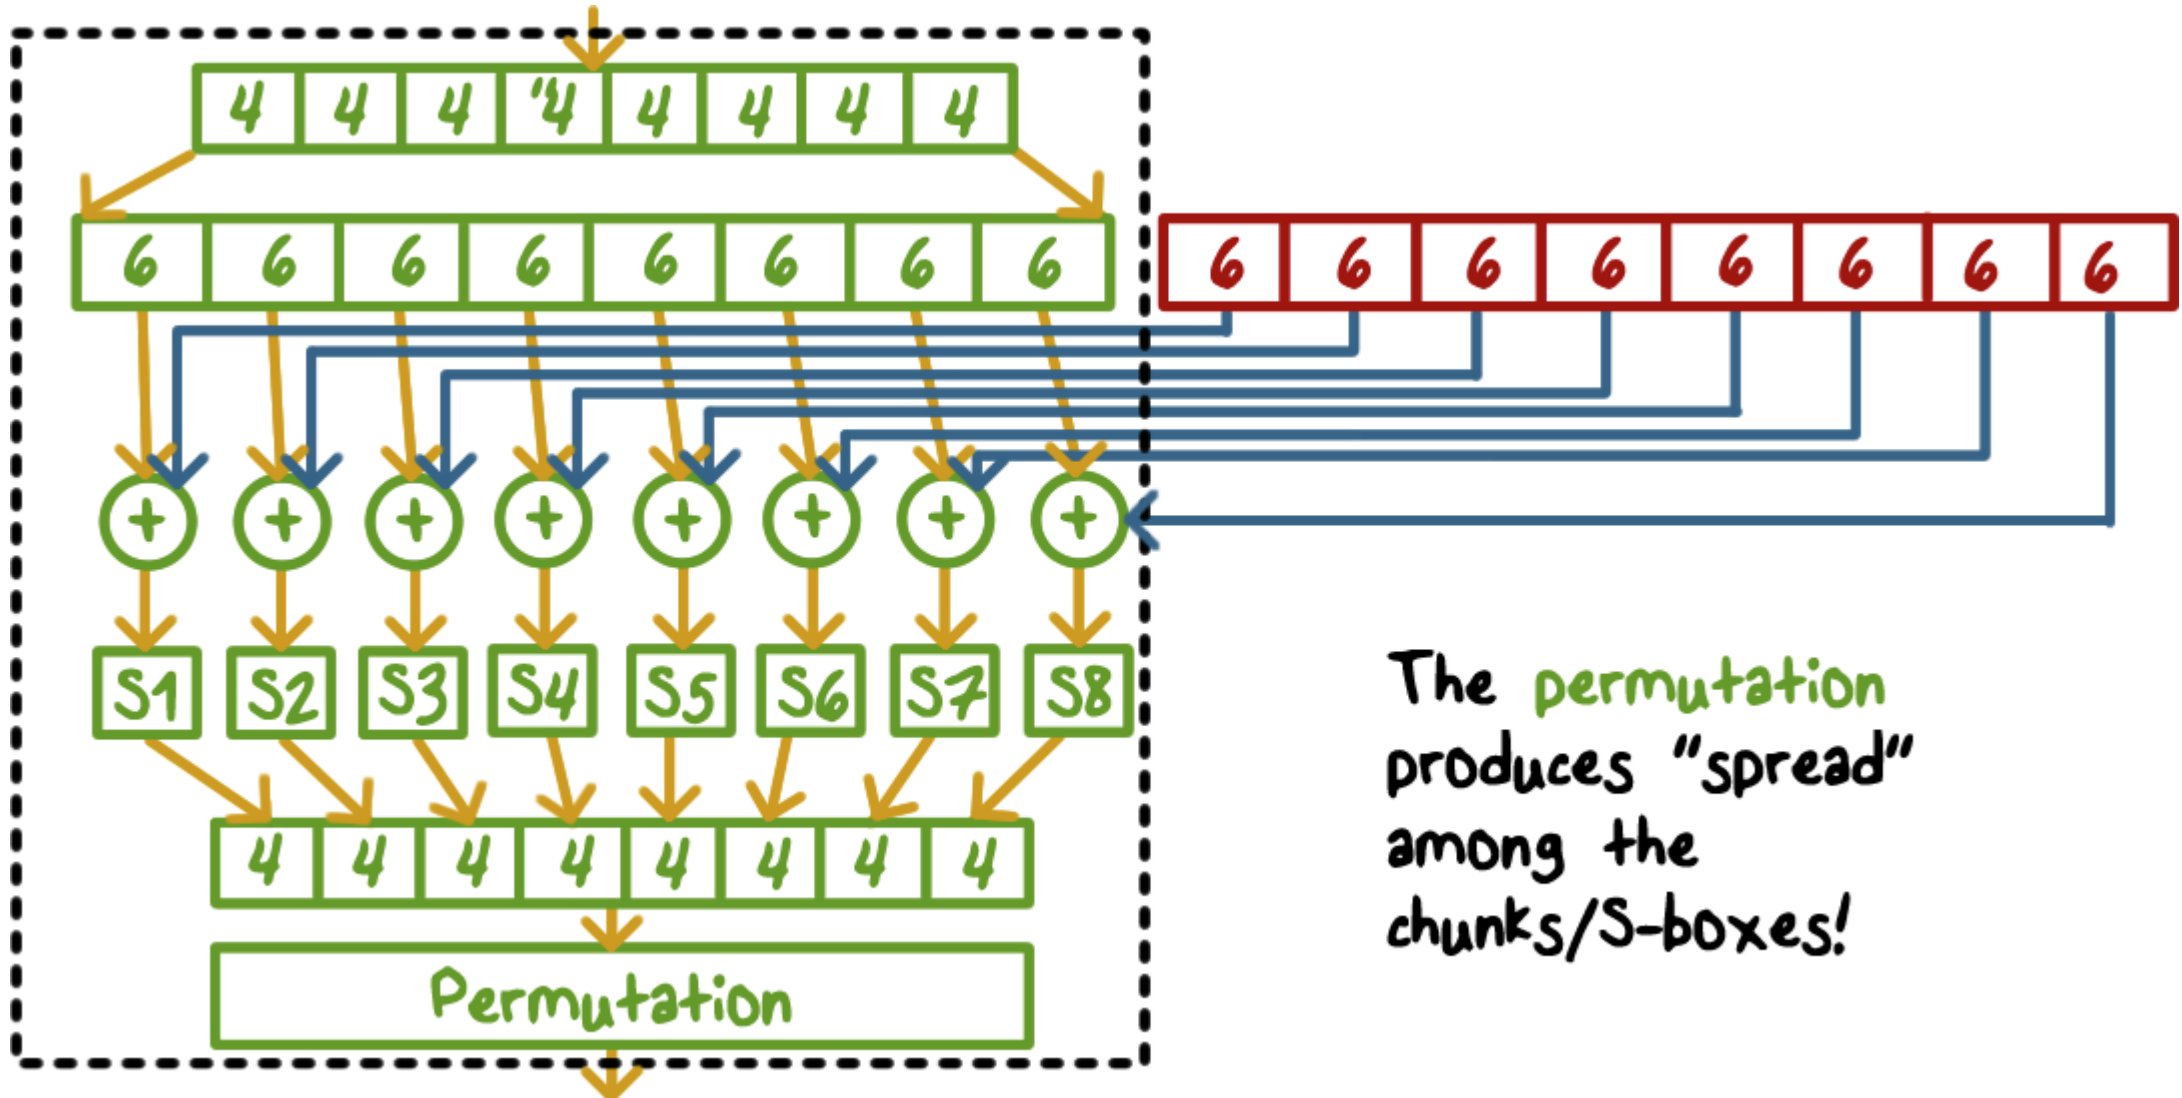 4 4 4 "4 4 4 4 4
6 6 6 6 6 6 6 6
6 6 6 6 6 6 6 6
+ + + + + + + +
S1 S2 S3 S4 S5 S6 S7 S8
4 4 4 4 4 4 4 4
Permutation
The permutation
produces "spread"
among the
chunks/S-boxes!